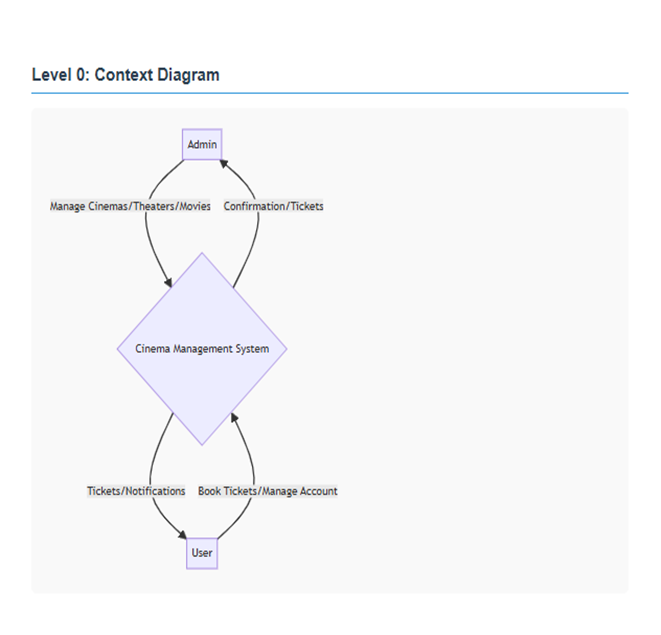 Level 0: Context Diagram
Admin
Manage Cinemas/Theaters/Movies
Confirmation/Tickets
Cinema Management System
Tickets/Notifications
Book Tickets/Manage Account
User